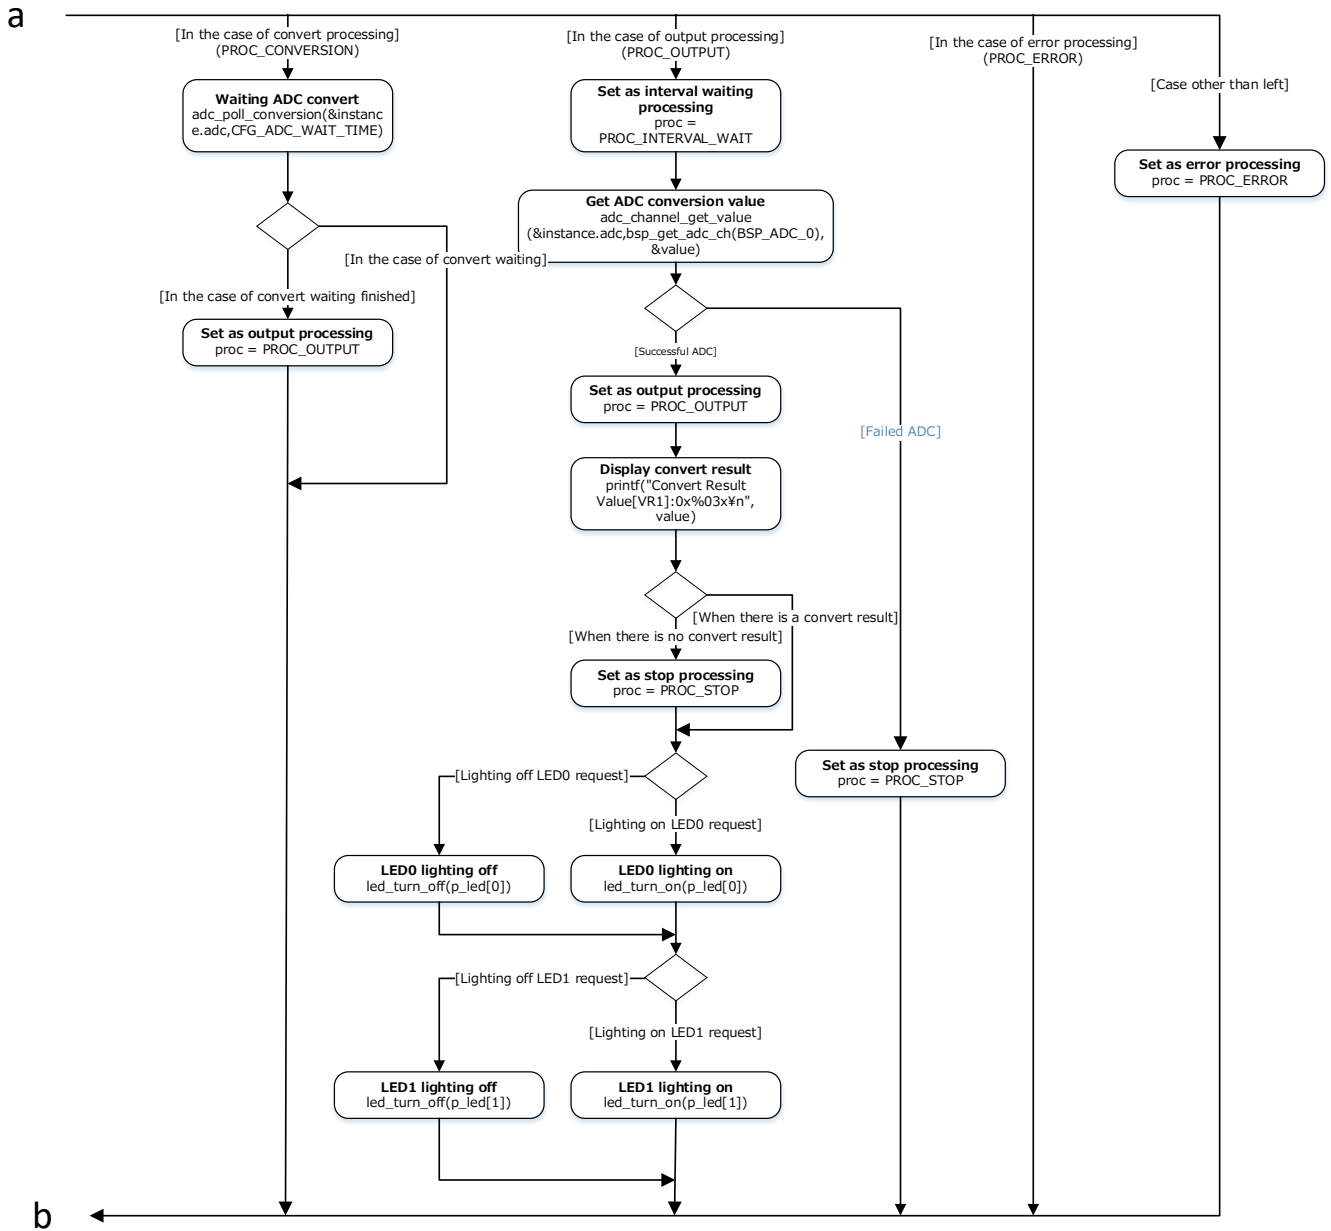 a
[In the case of convert processing]
(PROC_CONVERSION)
[In the case of output processing]
(PROC_OUTPUT)
[In the case of error processing]
(PROC_ERROR)
[Case other than left]
Waiting ADC convert
adc_poll_conversion(&instanc
e.adc,CFG_ADC_WAIT_TIME)
Set as interval waiting
processing
proc =
PROC_INTERVAL_WAIT
Set as error processing
proc = PROC_ERROR
Get ADC conversion value
adc_channel_get_value
(&instance.adc,bsp_get_adc_ch(BSP_ADC_0),
&value)
[In the case of convert waiting]
[In the case of convert waiting finished]
Set as output processing
proc = PROC_OUTPUT
[Successful ADC]
Set as output processing
proc = PROC_OUTPUT
[Failed ADC]
Display convert result
printf("Convert Result
Value[VR1]:0x%03x¥n",
value)
[When there is a convert result]
[When there is no convert result]
Set as stop processing
proc = PROC_STOP
Set as stop processing
proc = PROC_STOP
[Lighting off LED0 request]
[Lighting on LED0 request]
LED0 lighting off
led_turn_off(p_led[0])
LED0 lighting on
led_turn_on(p_led[0])
[Lighting off LED1 request]
[Lighting on LED1 request]
LED1 lighting off
led_turn_off(p_led[1])
LED1 lighting on
led_turn_on(p_led[1])
b